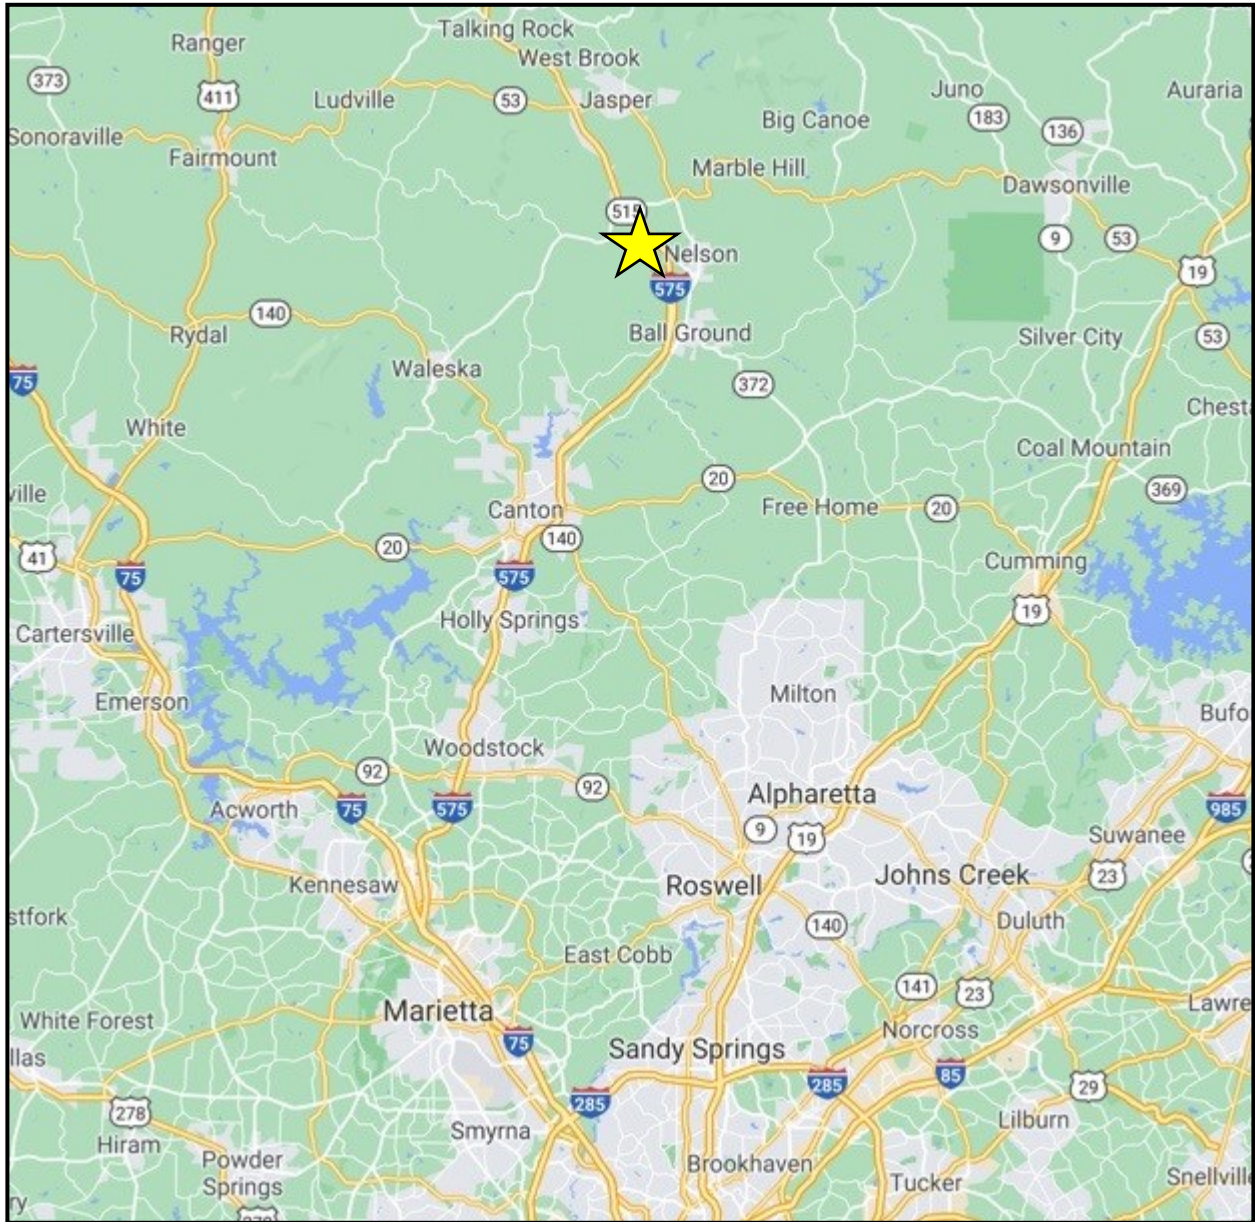 Talking Rock
Ranger
West Brook
373
411
Ludville
53
Jasper
Juno
Auraria
183
Big Canoe
136
Sonoraville
Fairmount
Marble Hill
Dawsonville
515
9
53
Nelson
19
575
140
Rydal
Ball Ground
Silver City
53
Waleska
75
372
White
Chest
Coal Mountain
ville
20
369
Canton
Free Home
20
140
20
41
75
575
Cumming
19
Holly Springs
Cartersville
Milton
Emerson
Bufo
Woodstock
92
92
Alpharetta
Acworth
75
575
985
9
19
Suwanee
Kennesaw
Roswell
Johns Creek
23
stfork
Duluth
140
East Cobb
141
23
Marietta
Lawre
White Forest
Norcross
75
Sandy Springs
llas
285
85
29
285
278
Lilburn
Hiram
Smyrna
Powder
Springs
Brookhaven
Tucker
Snellville
ry